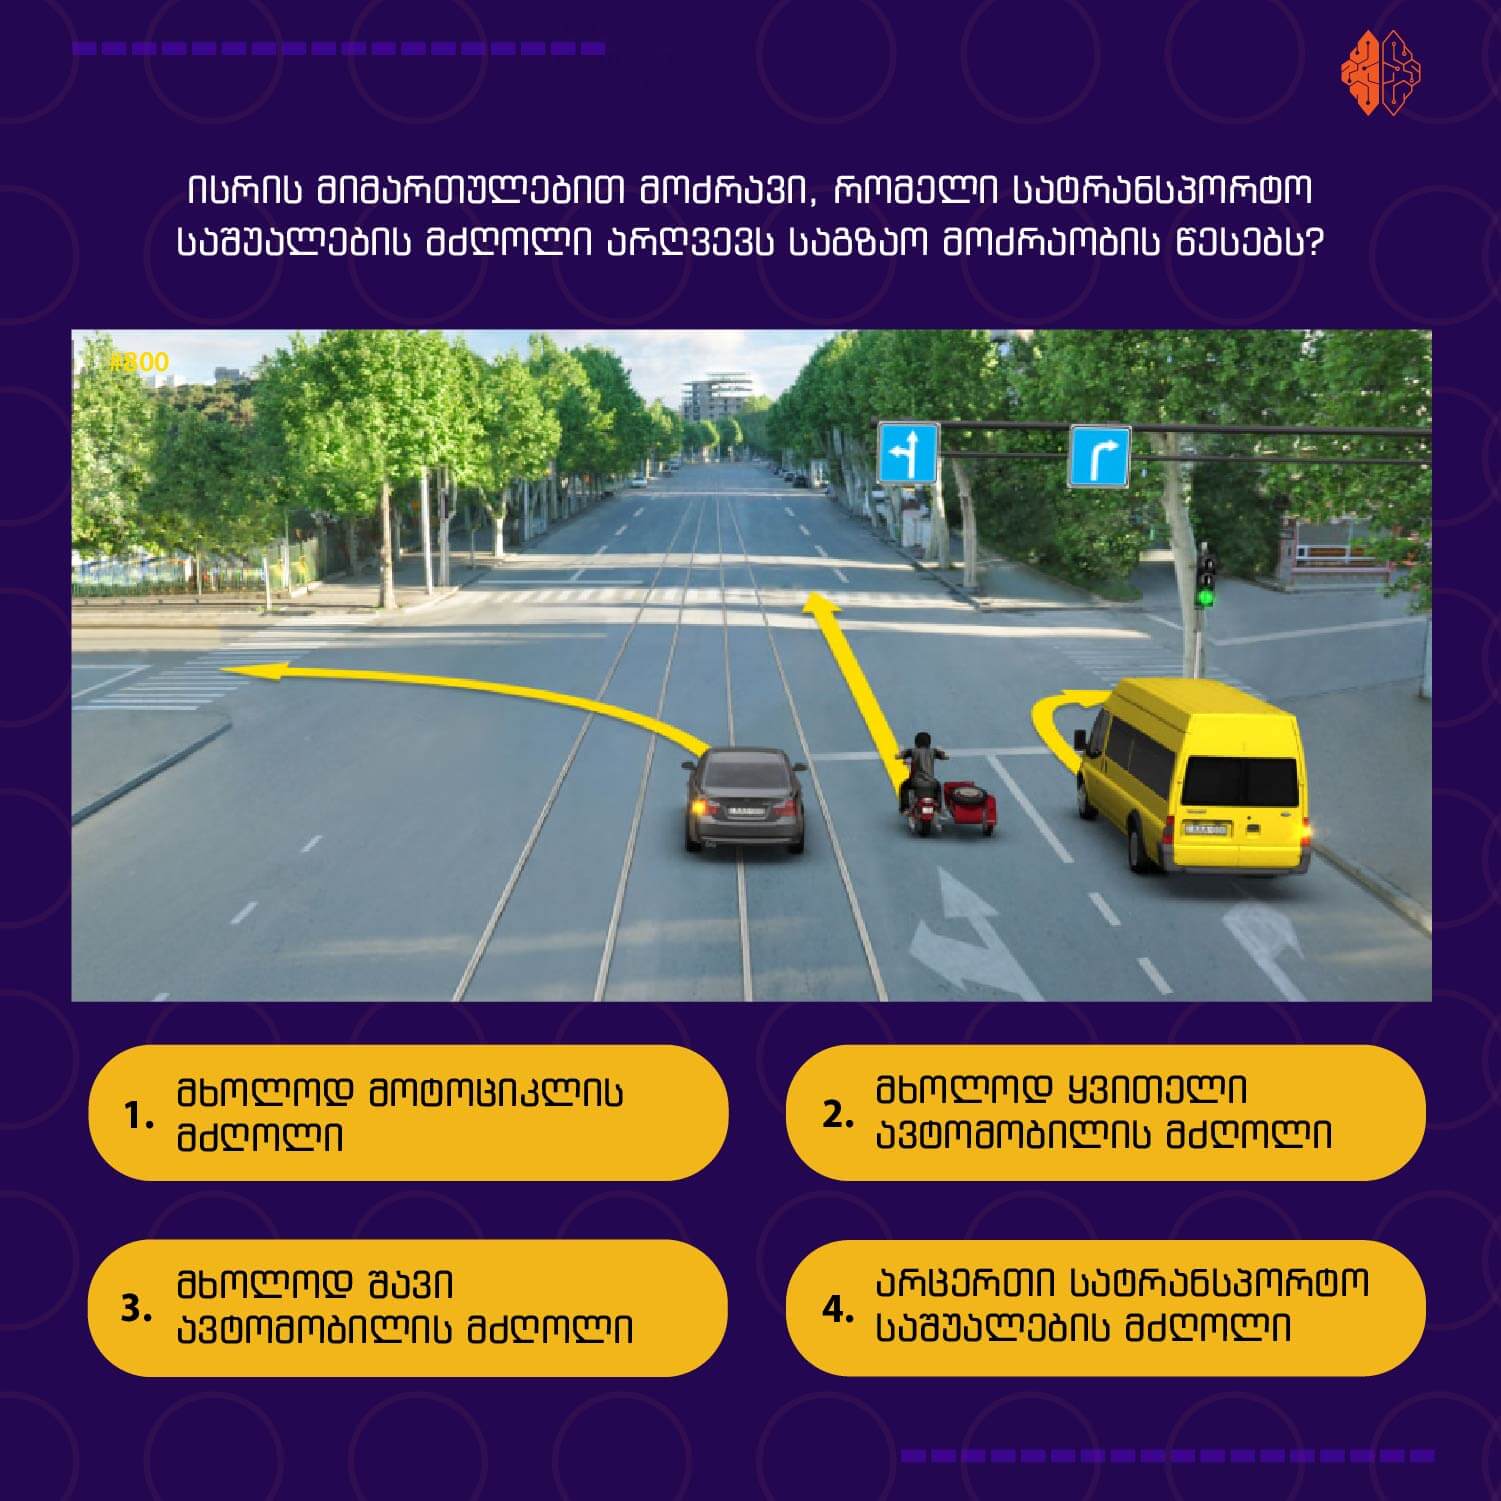 ისრის მიმართულებით მოძრავი, რომელი სატრანსპორტო
საშუალების მძღოლი არღვევს საგზაო მოძრაობის წესებს?
#800
1. მხოლოდ მოტოციკლის
მძღოლი
2. მხოლოდ ყვითელი
ავტომობილის მძღოლი
3. მხოლოდ შავი
ავტომობილის მძღოლი
4. არცერთი სატრანსპორტო
საშუალების მძღოლი